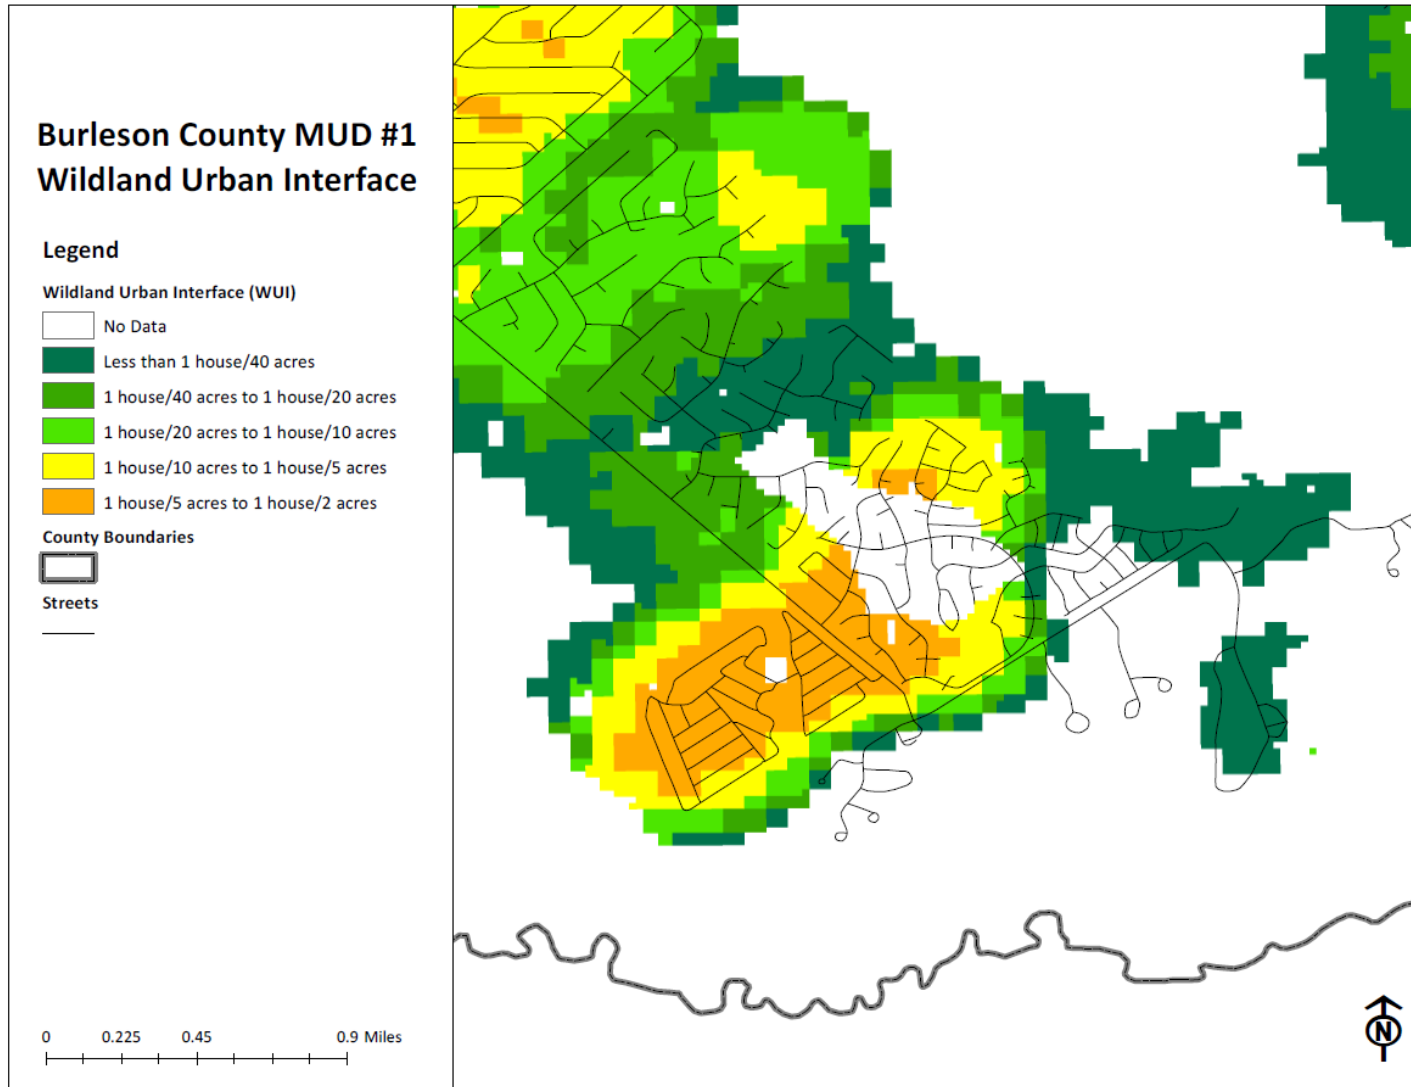 Burleson County MUD #1
Wildland Urban Interface
Legend
Wildland Urban Interface (WUI)
No Data
Less than 1 house/40 acres
1 house/40 acres to 1 house/20 acres
1 house/20 acres to 1 house/10 acres
1 house/10 acres to 1 house/5 acres
1 house/5 acres to 1 house/2 acres
County Boundaries
Streets
0 0.225 0.45 0.9 Miles
N